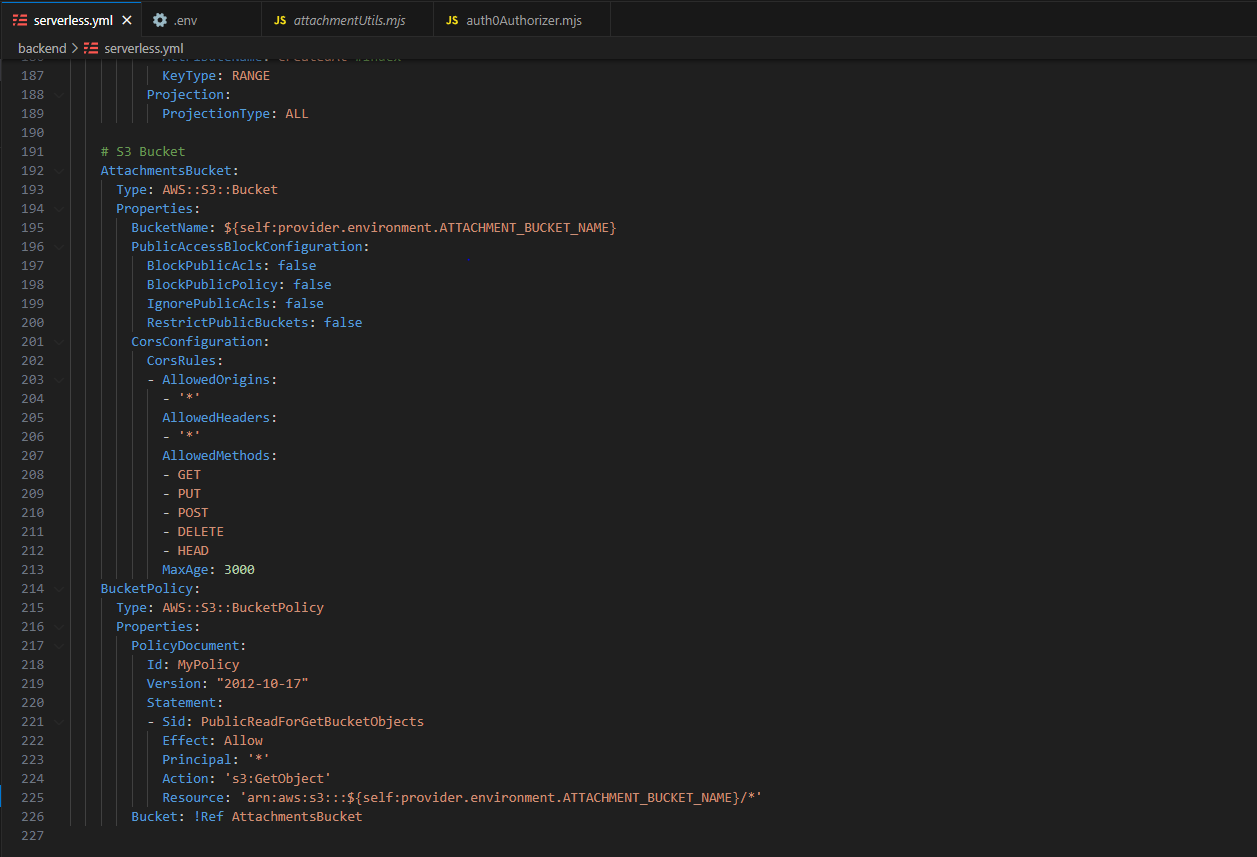 serverless.yml
.env
JS attachmentUtils.mjs
JS auth0Authorizer.mjs
backend > serverless.yml
187 KeyType: RANGE
188 Projection:
189 ProjectionType: ALL
190
191 # S3 Bucket
192 AttachmentsBucket:
193 Type: AWS::S3::Bucket
194 Properties:
195 BucketName: ${self:provider.environment.ATTACHMENT_BUCKET_NAME}
196 PublicAccessBlockConfiguration:
197 BlockPublicAcls: false
198 BlockPublicPolicy: false
199 IgnorePublicAcls: false
200 RestrictPublicBuckets: false
201 CorsConfiguration:
202 CorsRules:
203 - AllowedOrigins:
204 - '*'
205 AllowedHeaders:
206 - '*'
207 AllowedMethods:
208 - GET
209 - PUT
210 - POST
211 - DELETE
212 - HEAD
213 MaxAge: 3000
214 BucketPolicy:
215 Type: AWS::S3::BucketPolicy
216 Properties:
217 PolicyDocument:
218 Id: MyPolicy
219 Version: "2012-10-17"
220 Statement:
221 - Sid: PublicReadForGetBucketObjects
222 Effect: Allow
223 Principal: '*'
224 Action: 's3:GetObject'
225 Resource: 'arn:aws:s3:::${self:provider.environment.ATTACHMENT_BUCKET_NAME}/*'
226 Bucket: !Ref AttachmentsBucket
227